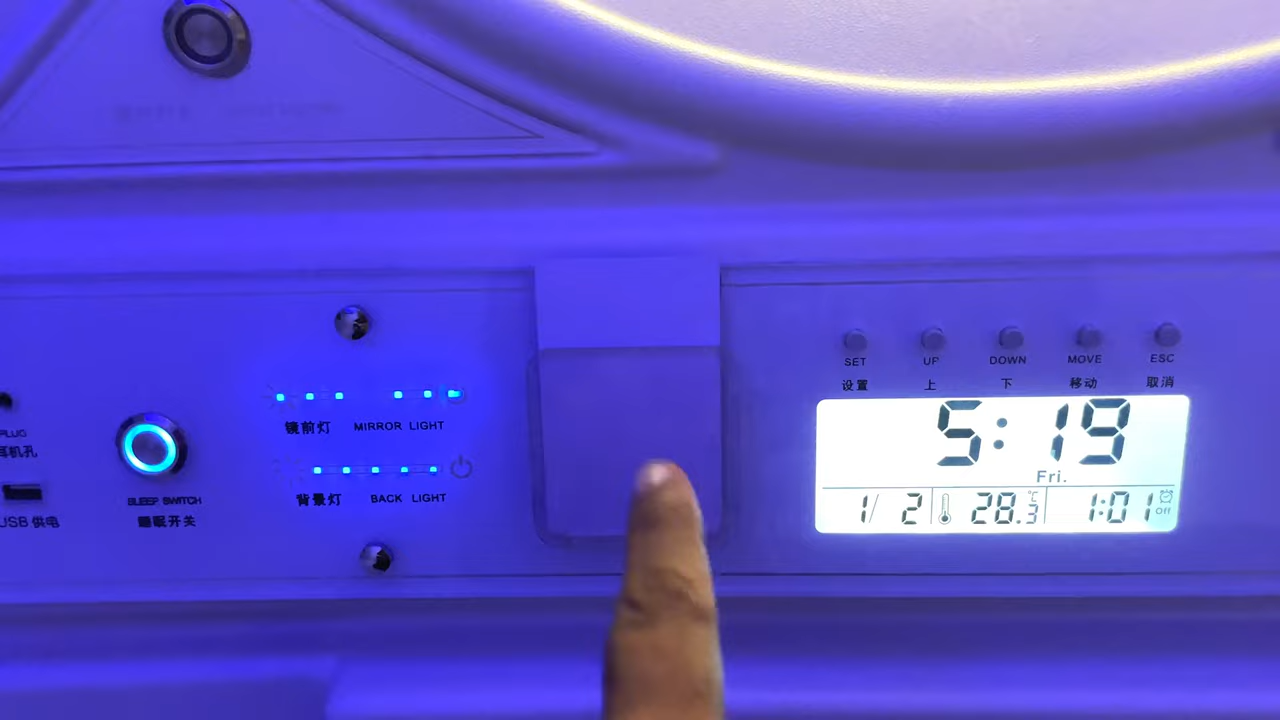 PLUG
耳机孔
USB 供电
SLEEP SWITCH
睡眠开关
镜前灯 MIRROR LIGHT
背景灯 BACK LIGHT
SET UP DOWN MOVE ESC
设置 上 下 移动 取消
5:19
Fri.
1/ 2 28.3 °C 1:01 Off